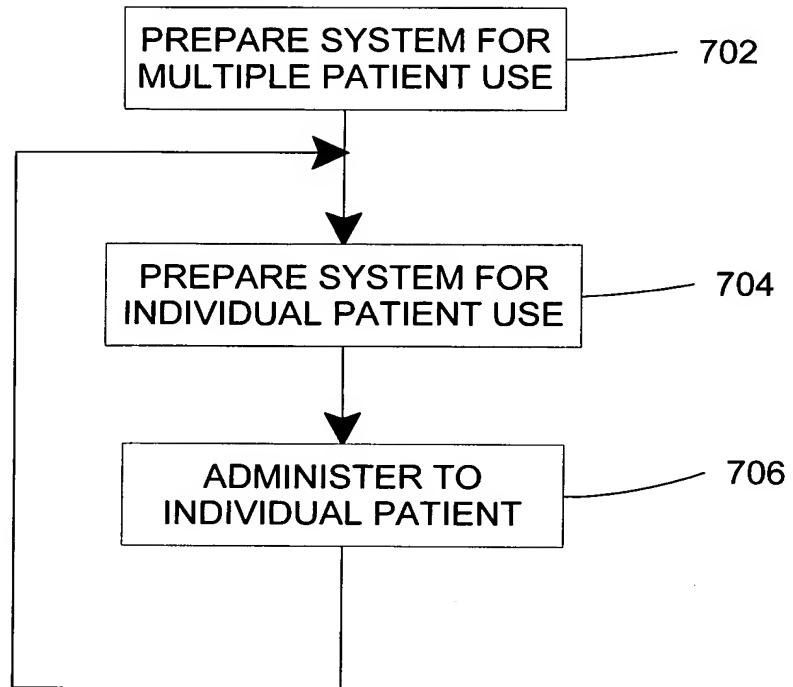 PREPARE SYSTEM FOR
MULTIPLE PATIENT USE
702
PREPARE SYSTEM FOR
INDIVIDUAL PATIENT USE
704
ADMINISTER TO
INDIVIDUAL PATIENT
706